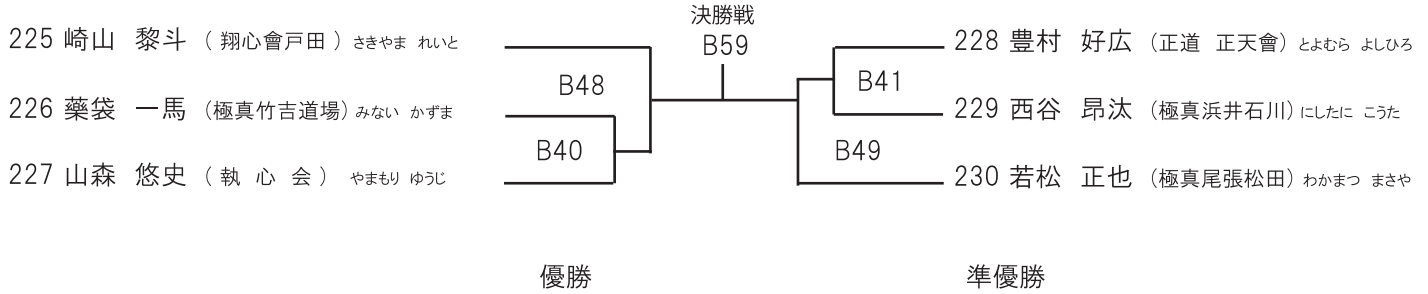 決勝戦
B59
225 崎山 黎斗 （ 翔心會戸田 ） さきやま れいと
B48
226 藥袋 一馬 （極真竹吉道場）みない かずま
B40
227 山森 悠史 （ 執 心 会 ） やまもり ゆうじ
228 豊村 好広 （正道 正天會）とよむら よしひろ
B41
229 西谷 昂汰 （極真浜井石川）にしたに こうた
B49
230 若松 正也 （極真尾張松田）わかまつ まさや
優勝
準優勝